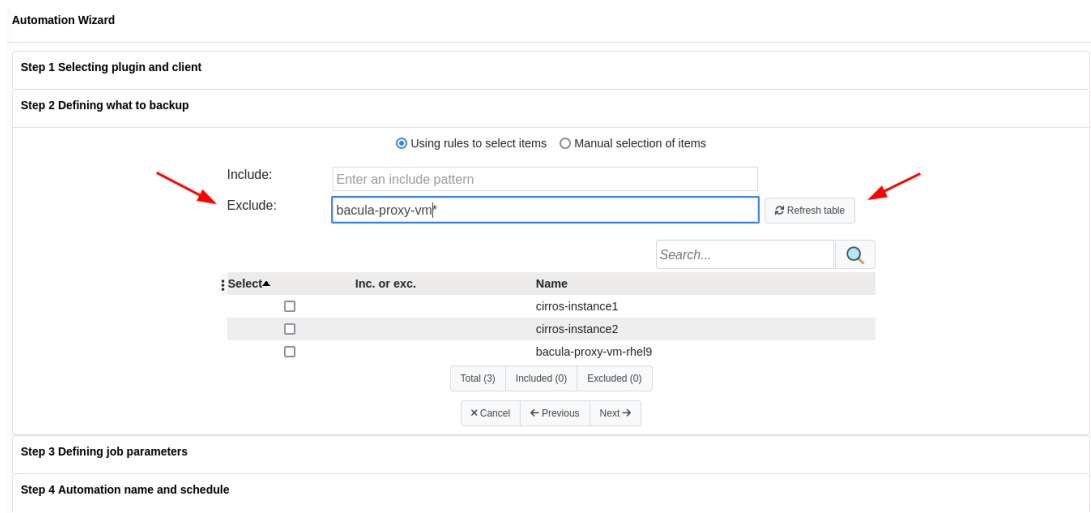 Automation Wizard
Step 1 Selecting plugin and client
Step 2 Defining what to backup
Using rules to select items Manual selection of items
Include: Enter an include pattern
Exclude: bacula-proxy-vm* Refresh table
Search...
Select Inc. or exc. Name
cirros-instance1
cirros-instance2
bacula-proxy-vm-rhel9
Total (3) Included (0) Excluded (0)
Cancel Previous Next
Step 3 Defining job parameters
Step 4 Automation name and schedule